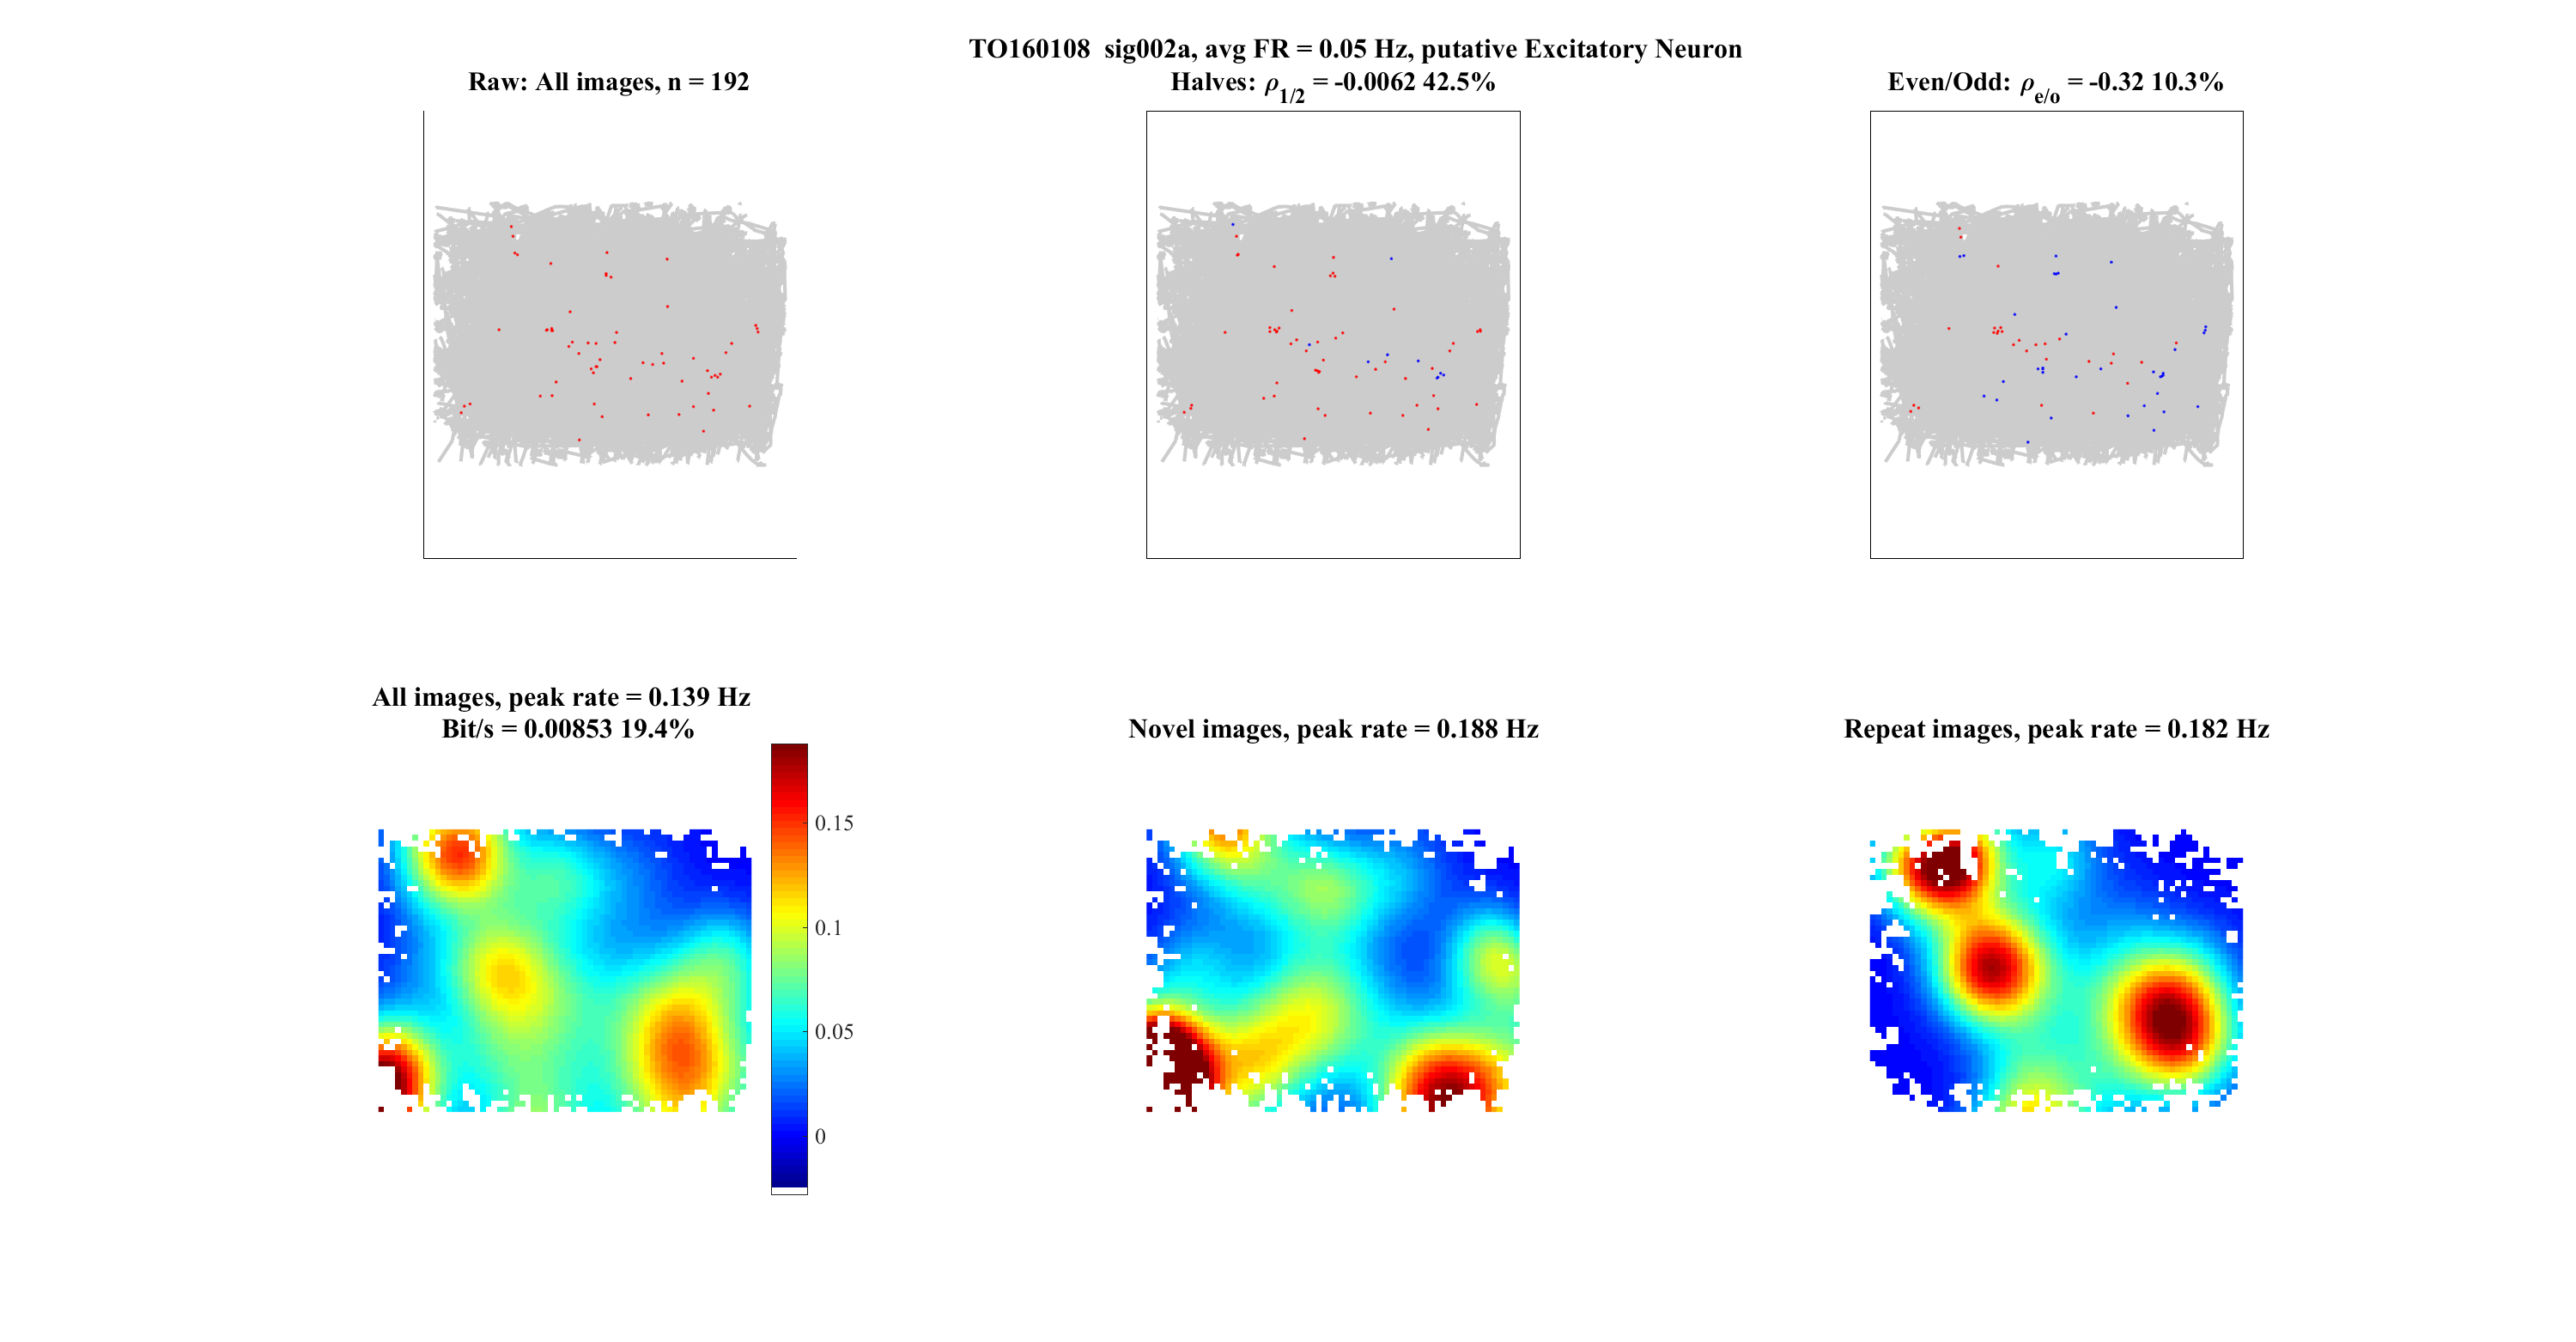 TO160108  sig002a, avg FR = 0.05 Hz, putative Excitatory Neuron
Raw: All images, n = 192
Halves: ρ1/2 = -0.0062 42.5%
Even/Odd: ρe/o = -0.32 10.3%
All images, peak rate = 0.139 Hz
Bit/s = 0.00853 19.4%
Novel images, peak rate = 0.188 Hz
Repeat images, peak rate = 0.182 Hz
0.15
0.1
0.05
0